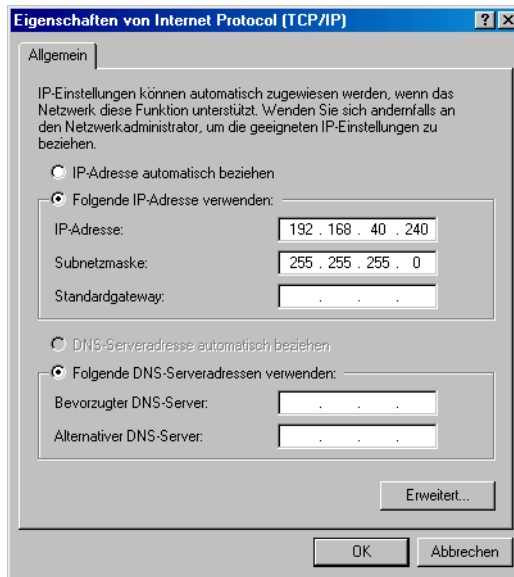 Eigenschaften von Internet Protocol (TCP/IP)
Allgemein
IP-Einstellungen können automatisch zugewiesen werden, wenn das
Netzwerk diese Funktion unterstützt. Wenden Sie sich andernfalls an
den Netzwerkadministrator, um die geeigneten IP-Einstellungen zu
beziehen.
IP-Adresse automatisch beziehen
Folgende IP-Adresse verwenden:
IP-Adresse: 192 . 168 . 40 . 240
Subnetzmaske: 255 . 255 . 255 . 0
Standardgateway: . . .
DNS-Serveradresse automatisch beziehen
Folgende DNS-Serveradressen verwenden:
Bevorzugter DNS-Server: . . .
Alternativer DNS-Server: . . .
Erweitert...
OK Abbrechen